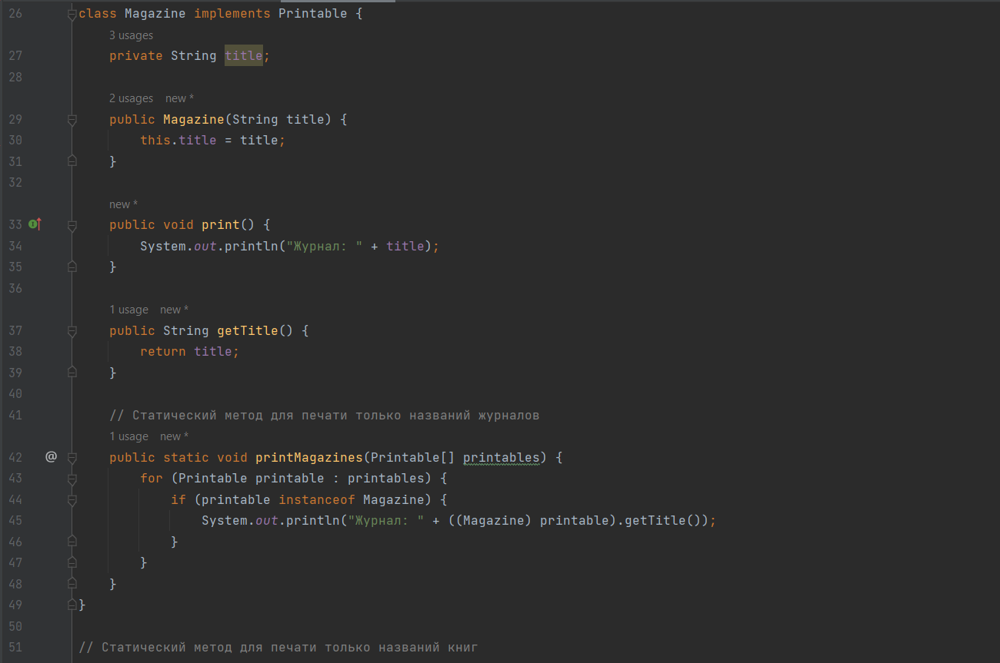 26 class Magazine implements Printable {
3 usages
27 private String title;
28
2 usages new *
29 public Magazine(String title) {
30 this.title = title;
31 }
32
new *
33 public void print() {
34 System.out.println("Журнал: " + title);
35 }
36
1 usage new *
37 public String getTitle() {
38 return title;
39 }
40
41 // Статический метод для печати только названий журналов
1 usage new *
42 @ public static void printMagazines(Printable[] printables) {
43 for (Printable printable : printables) {
44 if (printable instanceof Magazine) {
45 System.out.println("Журнал: " + ((Magazine) printable).getTitle());
46 }
47 }
48 }
49 }
50
51 // Статический метод для печати только названий книг